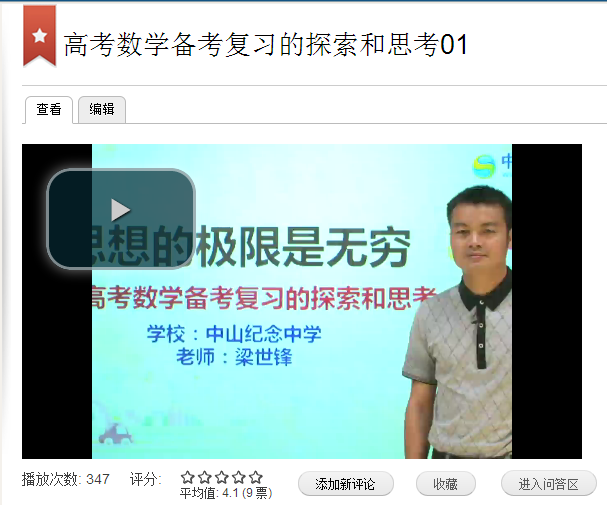 高考数学备考复习的探索和思考01
查看 编辑
思想的极限是无穷
高考数学备考复习的探索和思考
学校：中山纪念中学
老师：梁世锋
播放次数: 347 评分:
平均值: 4.1 (9 票)
添加新评论 收藏 进入问答区